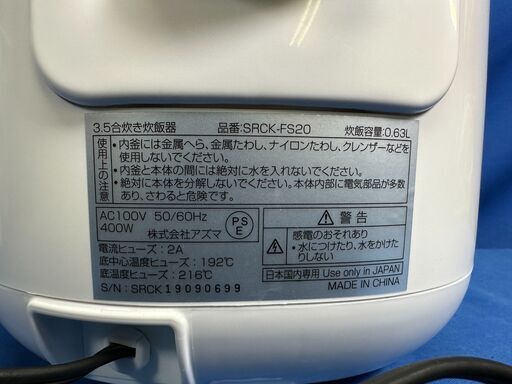 3.5合炊き炊飯器 品番:SRCK-FS20 炊飯容量:0.63L
使用上の注意
・内釜には金属へら、金属たわし、ナイロンたわし、クレンザーなどを
使用しないでください。
・内釜と本体の間には絶対に水を入れないでください。
・絶対に本体を分解しないでください。本体内部に電気部品が多数
あり、さわると危険です。
AC100V 50/60Hz
400W 株式会社アズマ
PS
E
電流ヒューズ:2A
底中心温度ヒューズ:192℃
底温度ヒューズ:216℃
S/N:SRCK19090699
警告
感電のおそれあり
・水につけたり、水をかけた
りしない。
日本国内専用 Use only in JAPAN
MADE IN CHINA